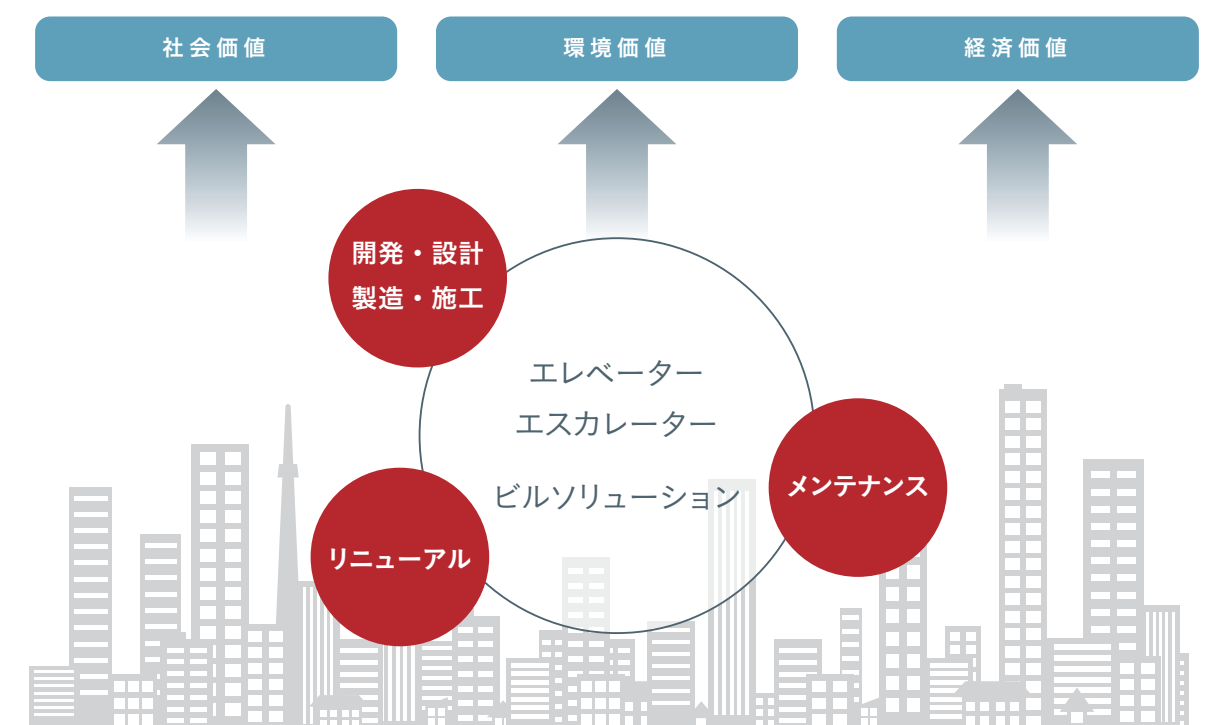 社会価値
環境価値
経済価値
開発・設計
製造・施工
エレベーター
エスカレーター
ビルソリューション
メンテナンス
リニューアル